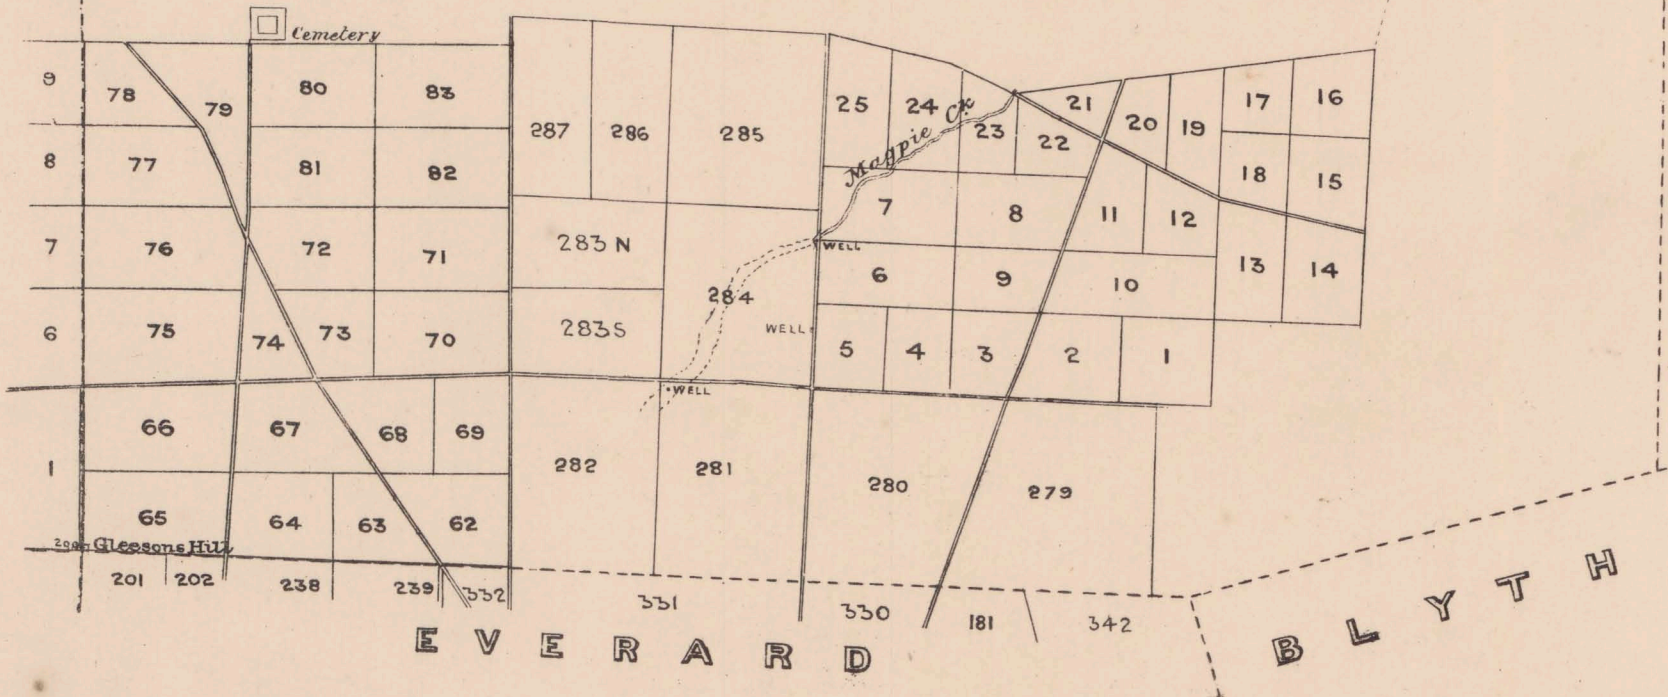 Cemetery
9 78 79 80 83
287 286 285
25 24 23 21 22 20 19 17 16
Magpie Ck
8 77 81 82
18 15
7 76 72 71
283 N
7 8 11 12
WELL
6 9 10 13 14
284
6 75 74 73 70
283 S
WELL
5 4 3 2 1
WELL
1 66 67 68 69
282 281 280 279
65 64 63 62
Gleesons Hill
201 202 238 239 332 331 330 181 342
EVERARD
BLYTH